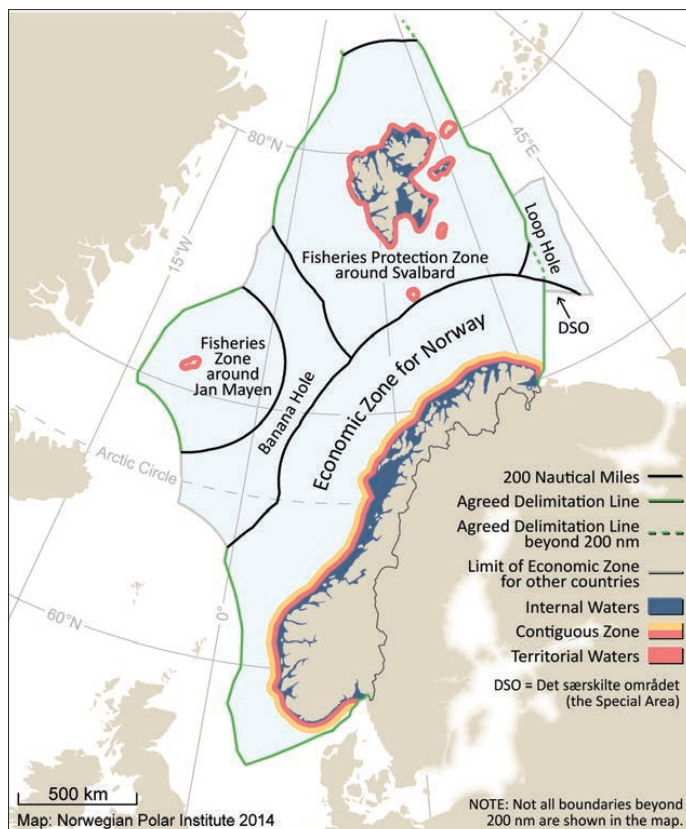 80°N
45°E
15°W
Loop Hole
Fisheries Protection Zone
around Svalbard
DSO
Fisheries
Zone
around
Jan Mayen
Banana Hole
Economic Zone for Norway
Arctic Circle
60°N
0°
200 Nautical Miles
Agreed Delimitation Line
Agreed Delimitation Line
beyond 200 nm
Limit of Economic Zone
for other countries
Internal Waters
Contiguous Zone
Territorial Waters
DSO = Det særskilte området
(the Special Area)
500 km
Map: Norwegian Polar Institute 2014
NOTE: Not all boundaries beyond
200 nm are shown in the map.